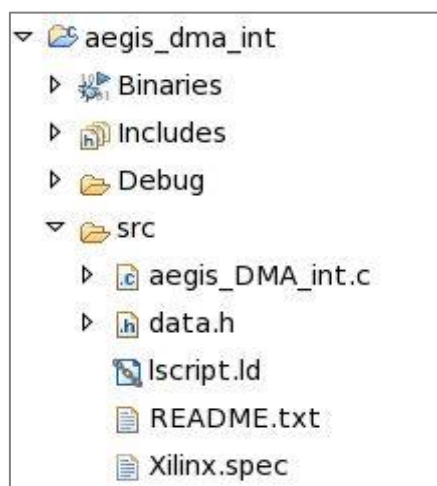 aegis_dma_int
Binaries
Includes
Debug
src
aegis_DMA_int.c
data.h
lscript.ld
README.txt
Xilinx.spec